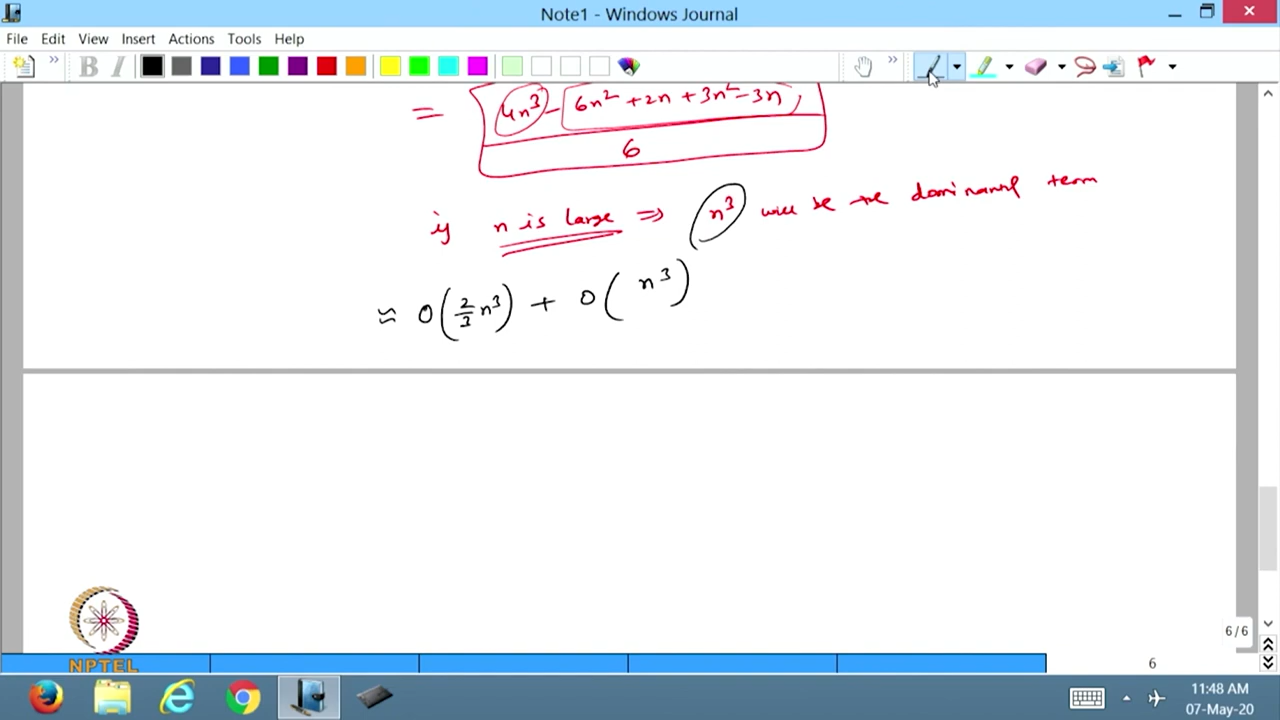 Note1 - Windows Journal
File Edit View Insert Actions Tools Help
= 4n³ - 6n² + 2n + 3n² - 3n
6
if n is large ⇒ n³ will be the dominant term
≈ O(2/3 n³) + O(n³)
6 / 6
NPTEL
6
11:48 AM
07-May-20